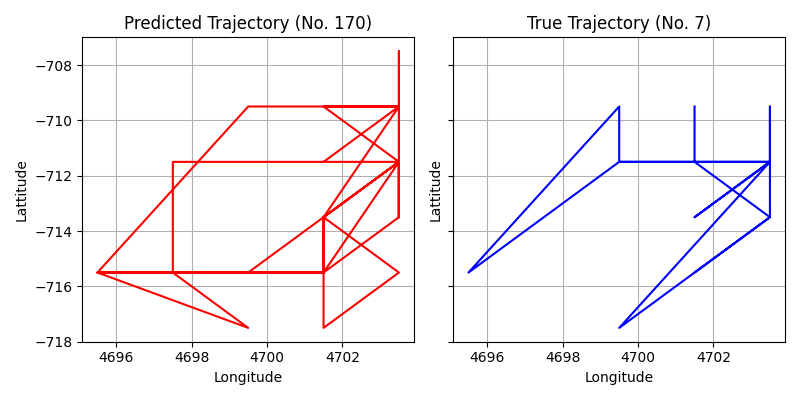 Predicted Trajectory (No. 170)
True Trajectory (No. 7)
Lattitude
−708
−710
−712
−714
−716
−718
4696
4698
4700
4702
Longitude
Lattitude
4696
4698
4700
4702
Longitude